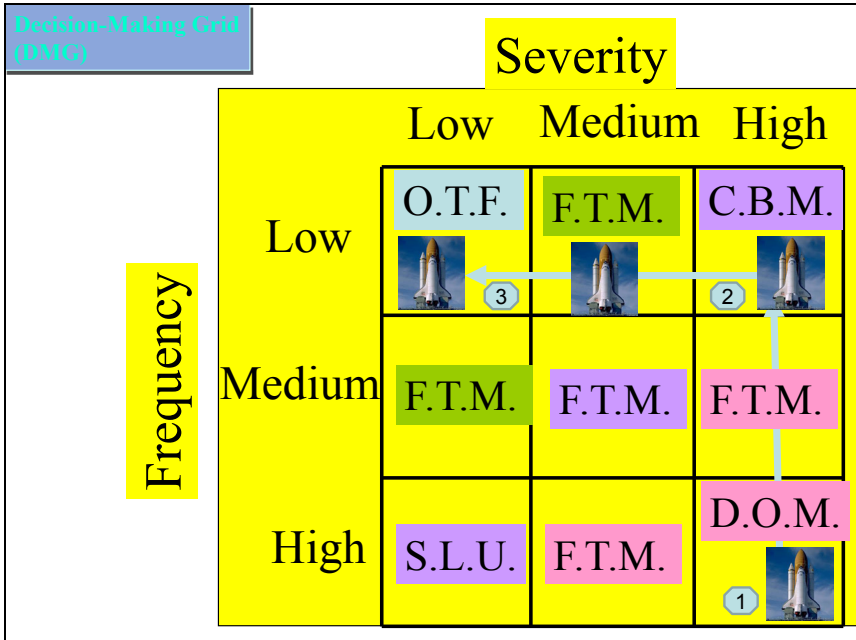 Decision-Making Grid
(DMG)
Severity
Low Medium High
O.T.F. F.T.M. C.B.M.
Low
3 2
Frequency
Medium F.T.M. F.T.M. F.T.M.
D.O.M.
High S.L.U. F.T.M.
1